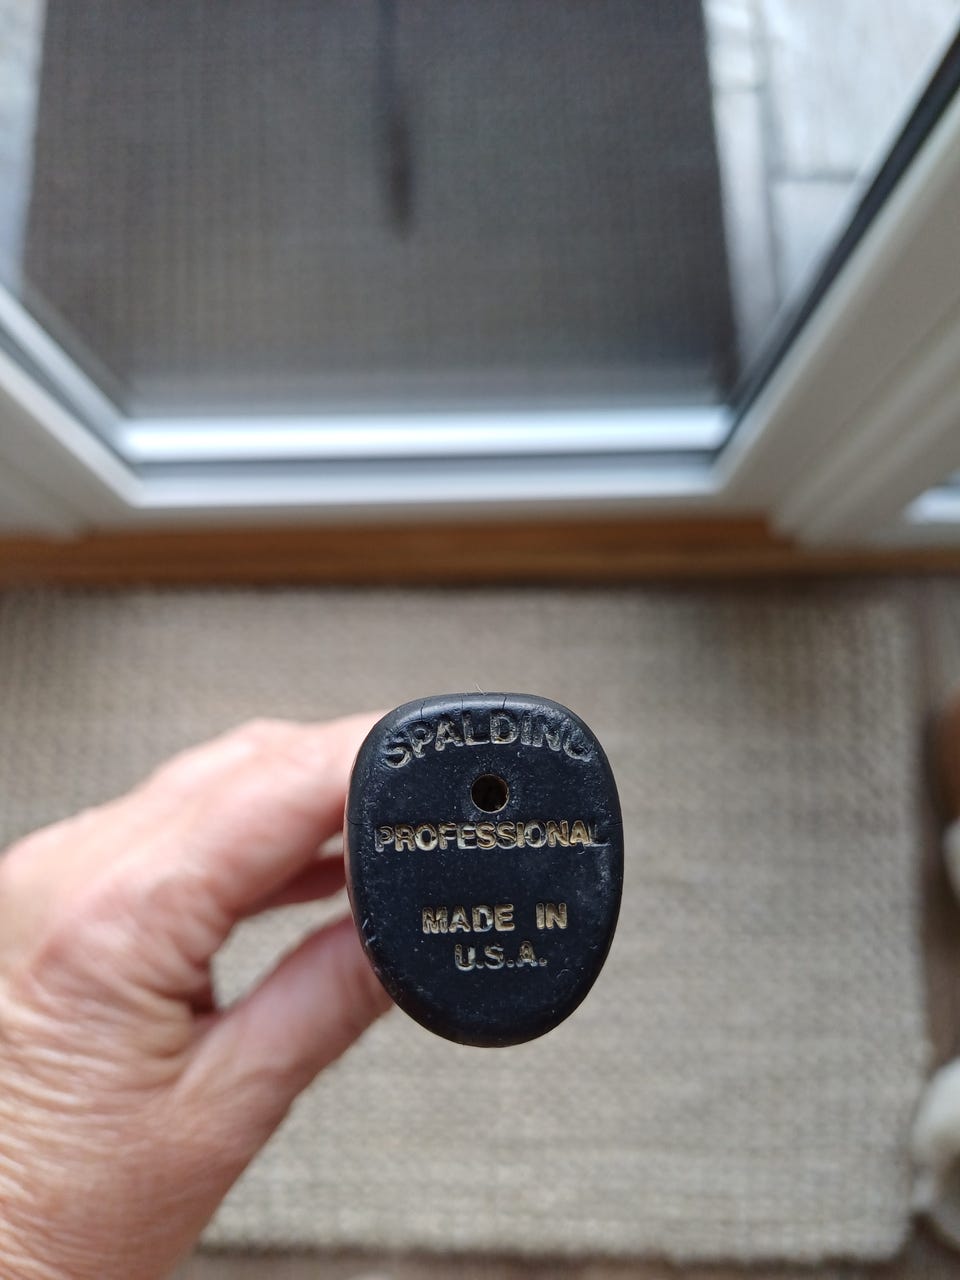 SPALDING
PROFESSIONAL
MADE IN
U.S.A.